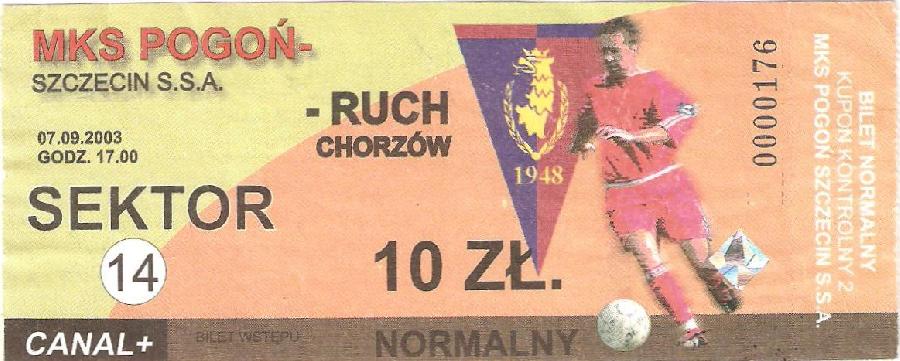 MKS POGOŃ-
SZCZECIN S.S.A.
- RUCH
CHORZÓW
07.09.2003
GODZ. 17.00
SEKTOR
14
10 ZŁ.
1948
CANAL+
BILET WSTĘPU
NORMALNY
0000176
BILET NORMALNY
KUPON KONTROLNY 2
MKS POGOŃ SZCZECIN S.S.A.